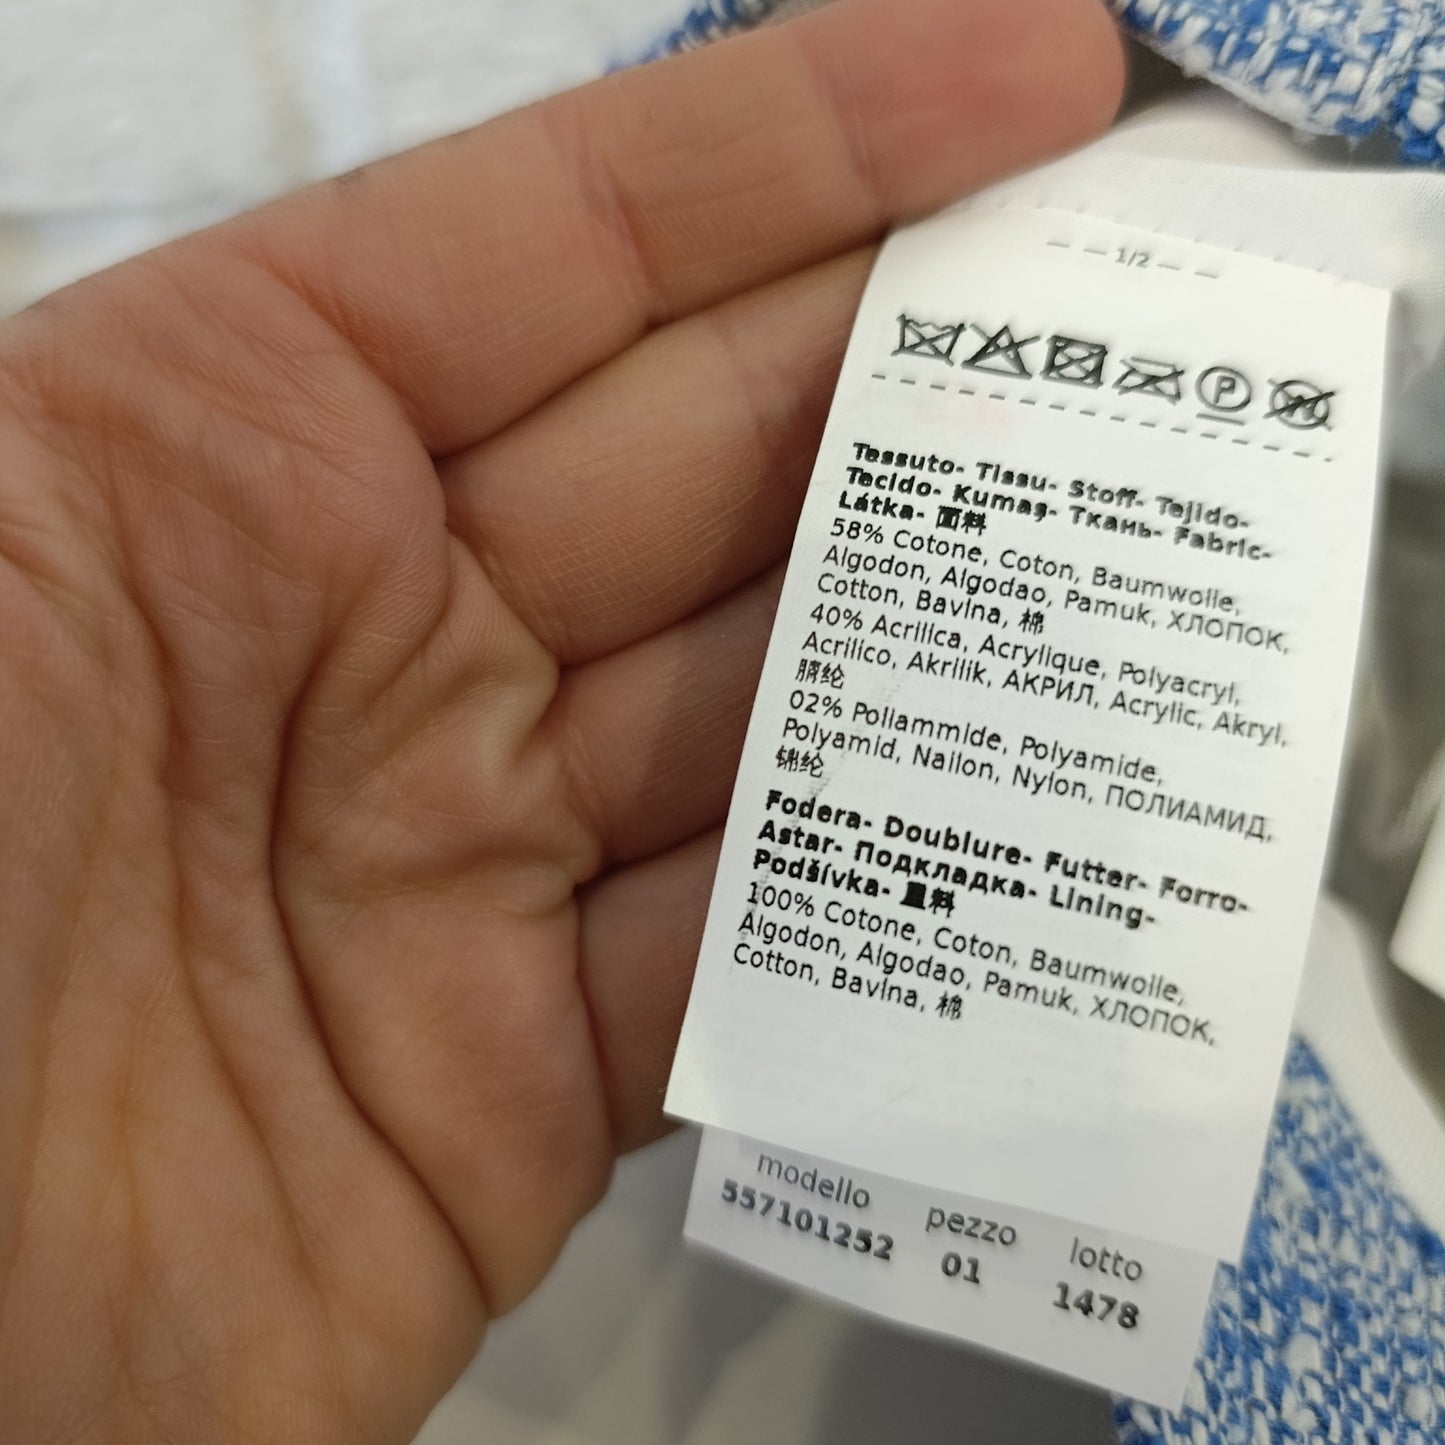 — — 1/2 — —
P
W
Tessuto- Tissu- Stoff- Tejido-
Tecido- Kumaş- Ткань- Fabric-
Látka- 面料
58% Cotone, Coton, Baumwolle,
Algodon, Algodao, Pamuk, ХЛОПОК,
Cotton, Bavlna, 棉
40% Acrilica, Acrylique, Polyacryl,
Acrilico, Akrilik, АКРИЛ, Acrylic, Akryl,
腈纶
02% Poliammide, Polyamide,
Polyamid, Nailon, Nylon, ПОЛИАМИД,
锦纶
Fodera- Doublure- Futter- Forro-
Astar- Подкладка- Lining-
Podšívka- 里料
100% Cotone, Coton, Baumwolle,
Algodon, Algodao, Pamuk, ХЛОПОК,
Cotton, Bavlna, 棉
modello pezzo lotto
557101252 01 1478